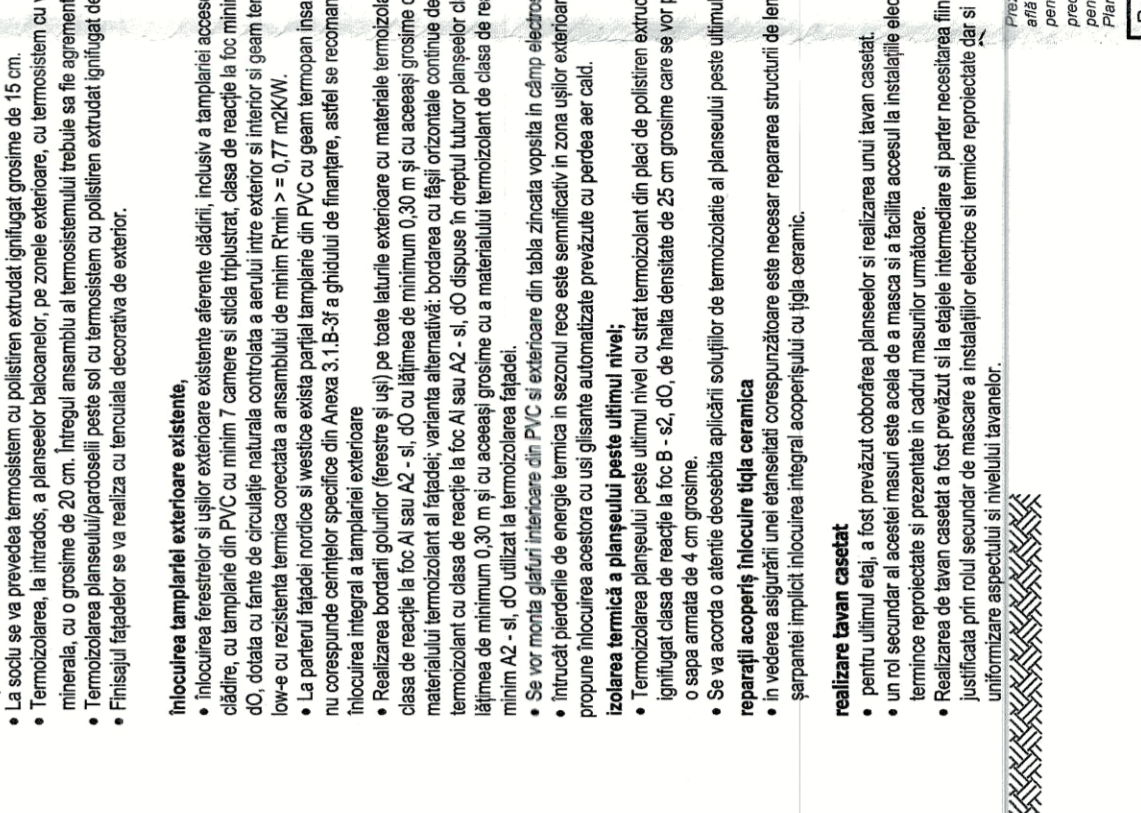 • La soclu se va prevedea termosistem cu polistiren extrudat ignifugat grosime de 15 cm.
• Termoizolarea, la intrados, a planseelor balcoanelor, pe zonele exterioare, cu termosistem cu
minerala, cu o grosime de 20 cm. Întregul ansamblu al termosistemului trebuie sa fie agrement
• Termoizolarea planseului/pardoselii peste sol cu termosistem cu polistiren extrudat ignifugat de
• Finisajul fațadelor se va realiza cu tencuiala decorativa de exterior.
înlocuirea tamplariei exterioare existente,
• înlocuirea ferestrelor si ușilor exterioare existente aferente clădirii, inclusiv a tamplariei acceso
clădire, cu tamplarie din PVC cu minim 7 camere si sticla triplustrat, clasa de reacție la foc mini
dO, dotata cu fante de circulație naturala controlata a aerului intre exterior si interior si geam
low-e cu rezistenta termica corectata a ansamblului de minim R'min > = 0,77 m2K/W.
• La parterul fațadei nordice si westice exista parțial tamplarie din PVC cu geam termopan insa
nu corespunde cerințelor specifice din Anexa 3.1.B-3f a ghidului de finanțare, astfel se recoman
înlocuirea integral a tamplariei exterioare
• Realizarea bordarii golurilor (ferestre și uși) pe toate laturile exterioare cu materiale termoizola
clasa de reacție la foc Al sau A2 - sl, dO cu lățimea de minimum 0,30 m și cu aceeași grosime
materialului termoizolant al fațadei; varianta alternativă: bordarea cu fâșii orizontale continue de
termoizolant cu clasa de reacție la foc Al sau A2 - sl, dO dispuse în dreptul tuturor planșeelor
lățimea de minimum 0,30 m și cu aceeași grosime cu a materialului termoizolant de clasa de
minim A2 - sl, dO utilizat la termoizolarea fațadei.
• Se vor monta glafuri interioare din PVC si exterioare din tabla zincata vopsita in câmp electros
• întrucât pierderile de energie termica in sezonul rece este semnificativ in zona ușilor exterioar
propune înlocuirea acestora cu usi glisante automatizate prevăzute cu perdea aer cald.
izolarea termică a planșeului peste ultimul nivel;
• Termoizolarea planșeului peste ultimul nivel cu strat termoizolant din placi de polistiren extruc
ignifugat clasa de reacție la foc B - s2, dO, de înalta densitate de 25 cm grosime care se vor
o sapa armata de 4 cm grosime.
• Se va acorda o atentie deosebita aplicării soluțiilor de termoizolatie al planseului peste ultimul
reparații acoperiș înlocuire tiqla ceramica
• in vederea asigurării unei etanseitati corespunzătoare este necesar repararea structurii de
șarpantei implicit inlocuirea integral acoperișului cu țigla ceramic.
realizare tavan casetat
• pentru ultimul etaj, a fost prevăzut coborârea planseelor si realizarea unui tavan casetat.
• un rol secundar al acestei masuri este acela de a masca si a facilita accesul la instalațiile elec
termince reproiectate si prezentate in cadrul masurilor următoare.
• Realizarea de tavan casetat a fost prevăzut si la etajele intermediare si parter necesitarea fiin
justificata prin rolul secundar de mascare a instalațiilor electrice si termice reproiectate dar si
uniformizare aspectului si nivelului tavanelor.
află
pen
prec
pen
Plar